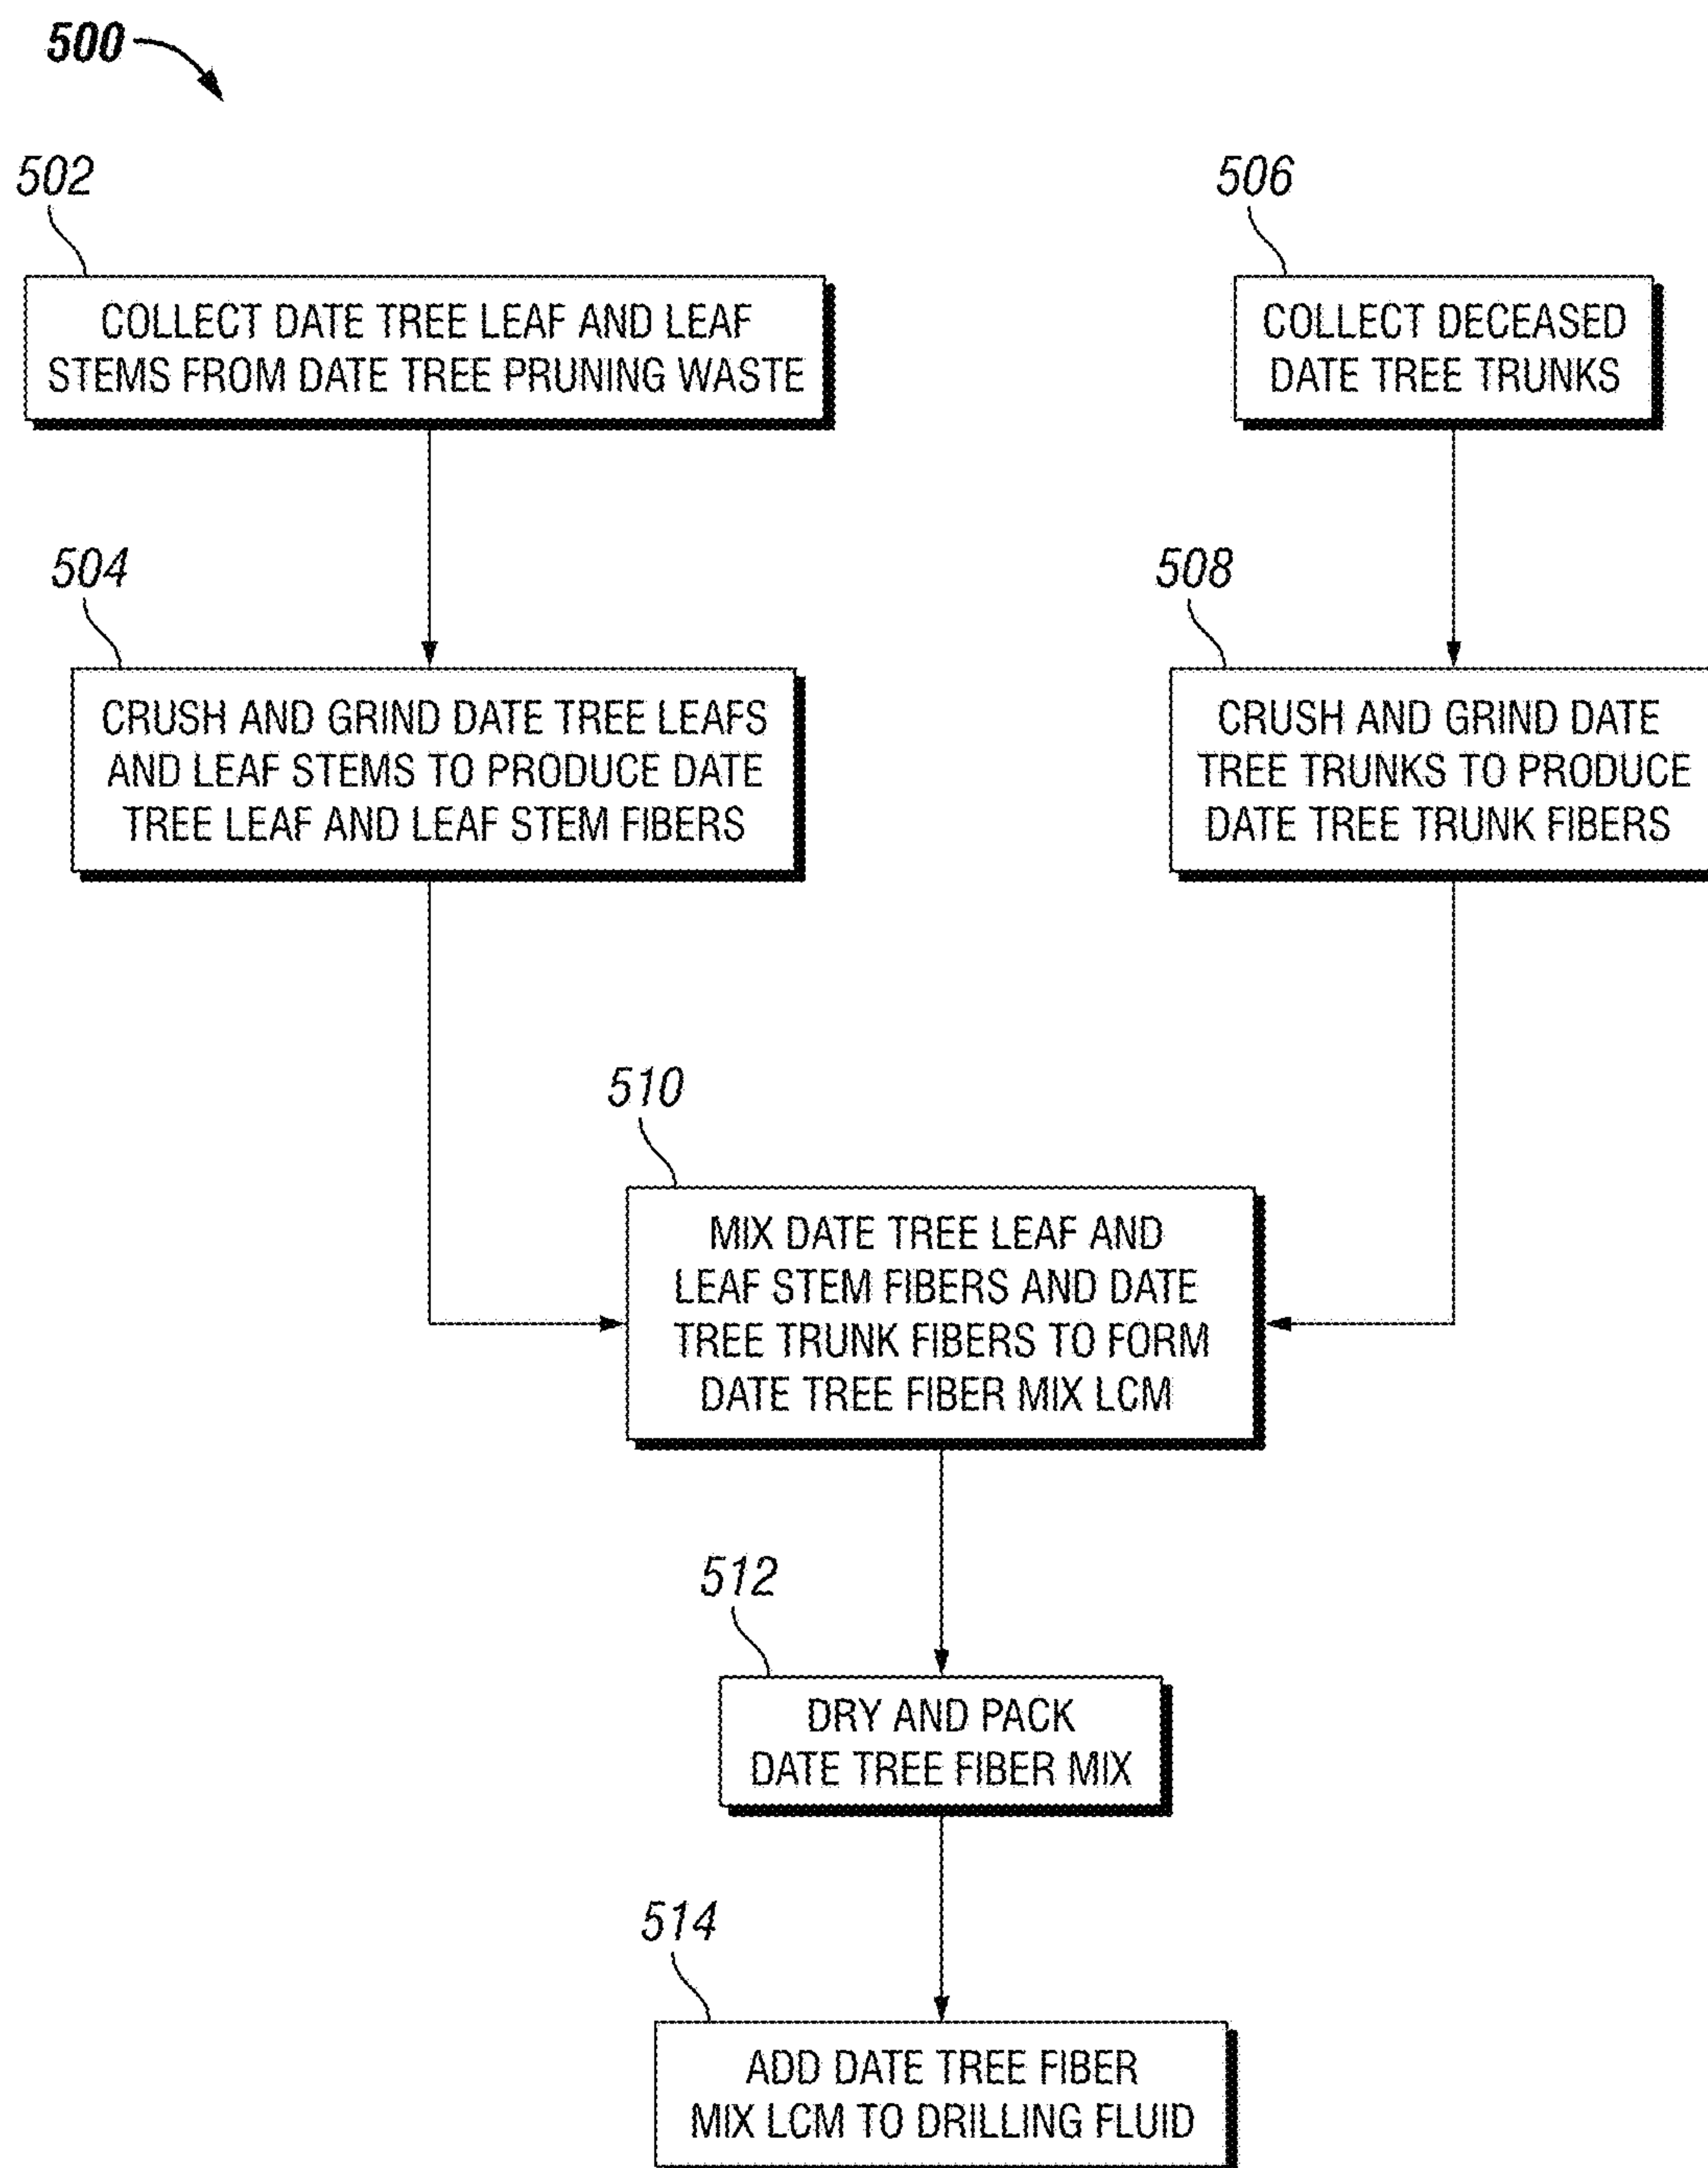 500
502
COLLECT DATE TREE LEAF AND LEAF
STEMS FROM DATE TREE PRUNING WASTE
506
COLLECT DECEASED
DATE TREE TRUNKS
504
CRUSH AND GRIND DATE TREE LEAFS
AND LEAF STEMS TO PRODUCE DATE
TREE LEAF AND LEAF STEM FIBERS
508
CRUSH AND GRIND DATE
TREE TRUNKS TO PRODUCE
DATE TREE TRUNK FIBERS
510
MIX DATE TREE LEAF AND
LEAF STEM FIBERS AND DATE
TREE TRUNK FIBERS TO FORM
DATE TREE FIBER MIX LCM
512
DRY AND PACK
DATE TREE FIBER MIX
514
ADD DATE TREE FIBER
MIX LCM TO DRILLING FLUID